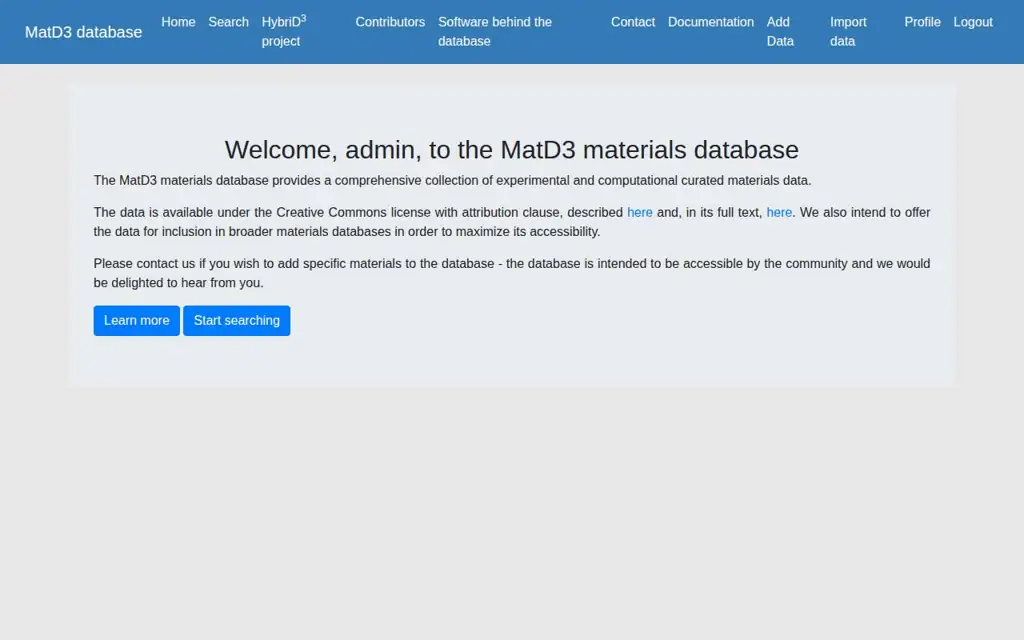 MatD3 database
Home
Search
HybriD3
project
Contributors
Software behind the
database
Contact
Documentation
Add
Data
Import
data
Profile
Logout
Welcome, admin, to the MatD3 materials database
The MatD3 materials database provides a comprehensive collection of experimental and computational curated materials data.
The data is available under the Creative Commons license with attribution clause, described here and, in its full text, here. We also intend to offer
the data for inclusion in broader materials databases in order to maximize its accessibility.
Please contact us if you wish to add specific materials to the database - the database is intended to be accessible by the community and we would
be delighted to hear from you.
Learn more
Start searching